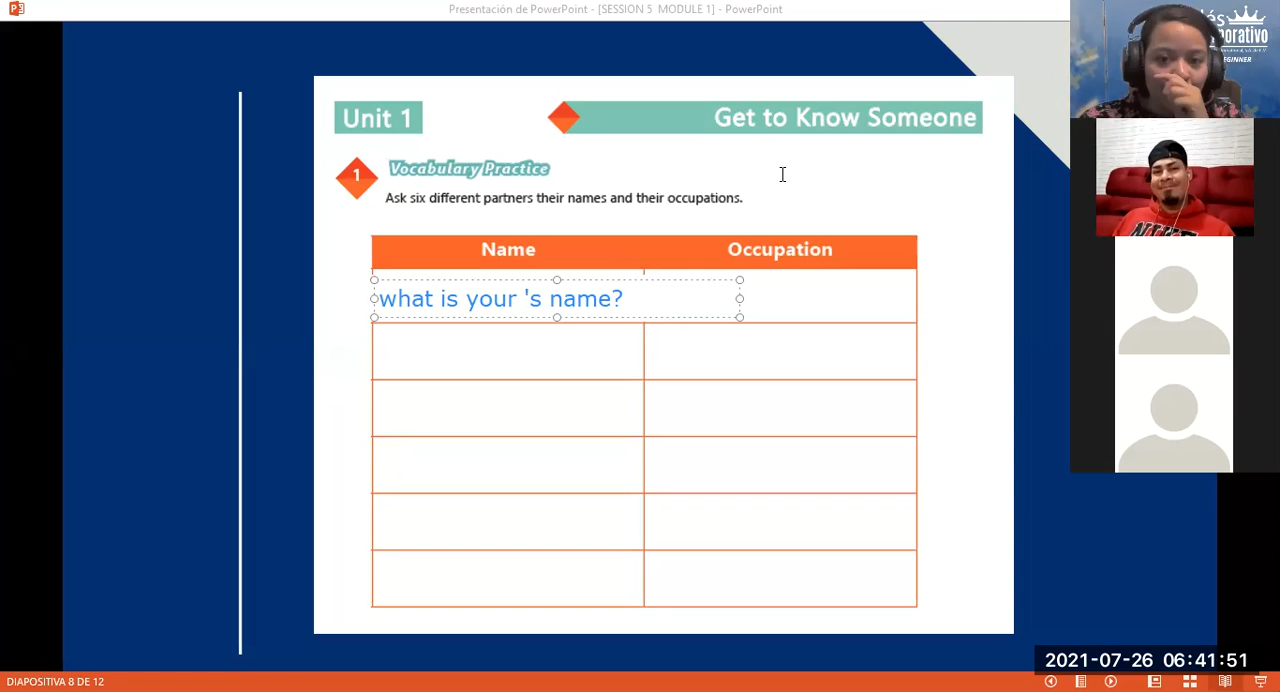 Presentación de PowerPoint - [SESSION 5 MODULE 1] - PowerPoint
Unit 1
Get to Know Someone
1
Vocabulary Practice
Ask six different partners their names and their occupations.
Name Occupation
what is your 's name?
BEGINNER
2021-07-26 06:41:51
DIAPOSITIVA 8 DE 12